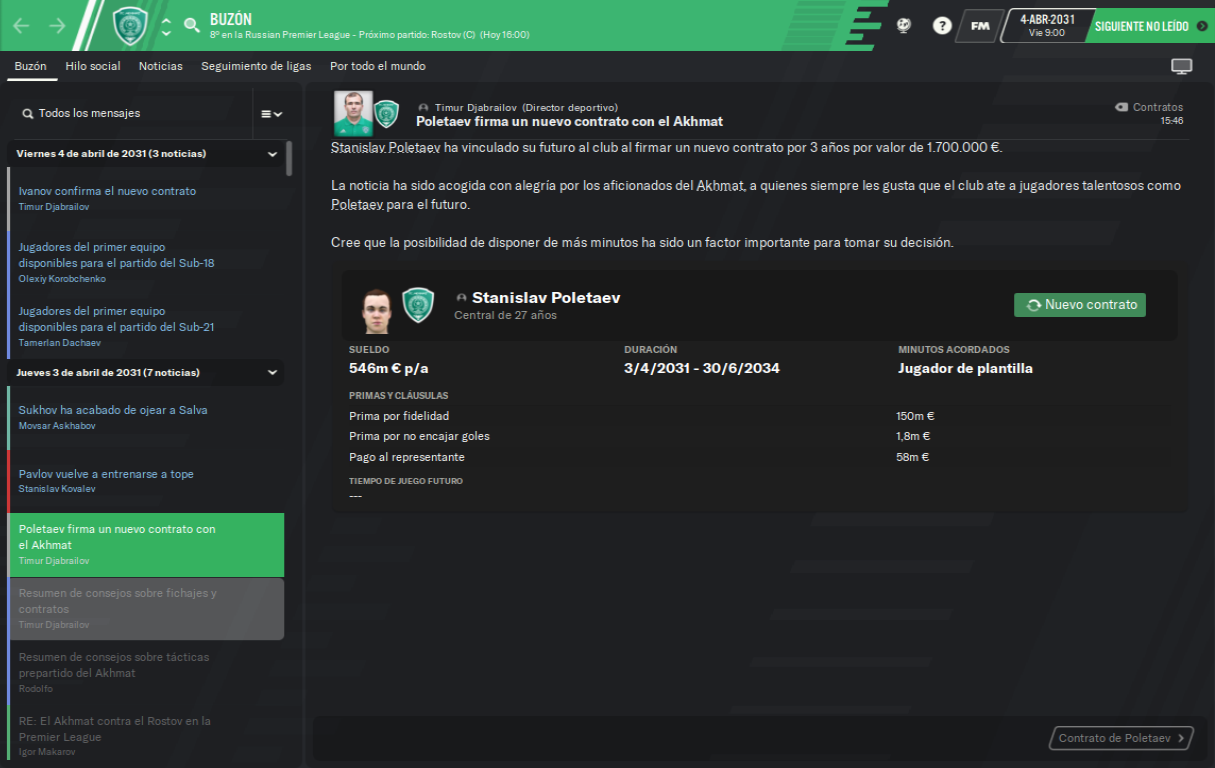 BUZÓN
8º en la Russian Premier League - Próximo partido: Rostov (C) (Hoy 16:00)
?
FM
4-ABR-2031
Vie 9:00
SIGUIENTE NO LEÍDO
Buzón
Hilo social
Noticias
Seguimiento de ligas
Por todo el mundo
Todos los mensajes
Viernes 4 de abril de 2031 (3 noticias)
Ivanov confirma el nuevo contrato
Timur Djabrailov
Jugadores del primer equipo
disponibles para el partido del Sub-18
Olexiy Korobchenko
Jugadores del primer equipo
disponibles para el partido del Sub-21
Tamerlan Dachaev
Jueves 3 de abril de 2031 (7 noticias)
Sukhov ha acabado de ojear a Salva
Movsar Askhabov
Pavlov vuelve a entrenarse a tope
Stanislav Kovalev
Poletaev firma un nuevo contrato con
el Akhmat
Timur Djabrailov
Resumen de consejos sobre fichajes y
contratos
Timur Djabrailov
Resumen de consejos sobre tácticas
prepartido del Akhmat
Rodolfo
RE: El Akhmat contra el Rostov en la
Premier League
Igor Makarov
Timur Djabrailov (Director deportivo)
Poletaev firma un nuevo contrato con el Akhmat
Contratos
15:46
Stanislav Poletaev ha vinculado su futuro al club al firmar un nuevo contrato por 3 años por valor de 1.700.000 €.
La noticia ha sido acogida con alegría por los aficionados del Akhmat, a quienes siempre les gusta que el club ate a jugadores talentosos como
Poletaev para el futuro.
Cree que la posibilidad de disponer de más minutos ha sido un factor importante para tomar su decisión.
Stanislav Poletaev
Central de 27 años
Nuevo contrato
SUELDO
DURACIÓN
MINUTOS ACORDADOS
546m € p/a
3/4/2031 - 30/6/2034
Jugador de plantilla
PRIMAS Y CLÁUSULAS
Prima por fidelidad
150m €
Prima por no encajar goles
1,8m €
Pago al representante
58m €
TIEMPO DE JUEGO FUTURO
---
Contrato de Poletaev